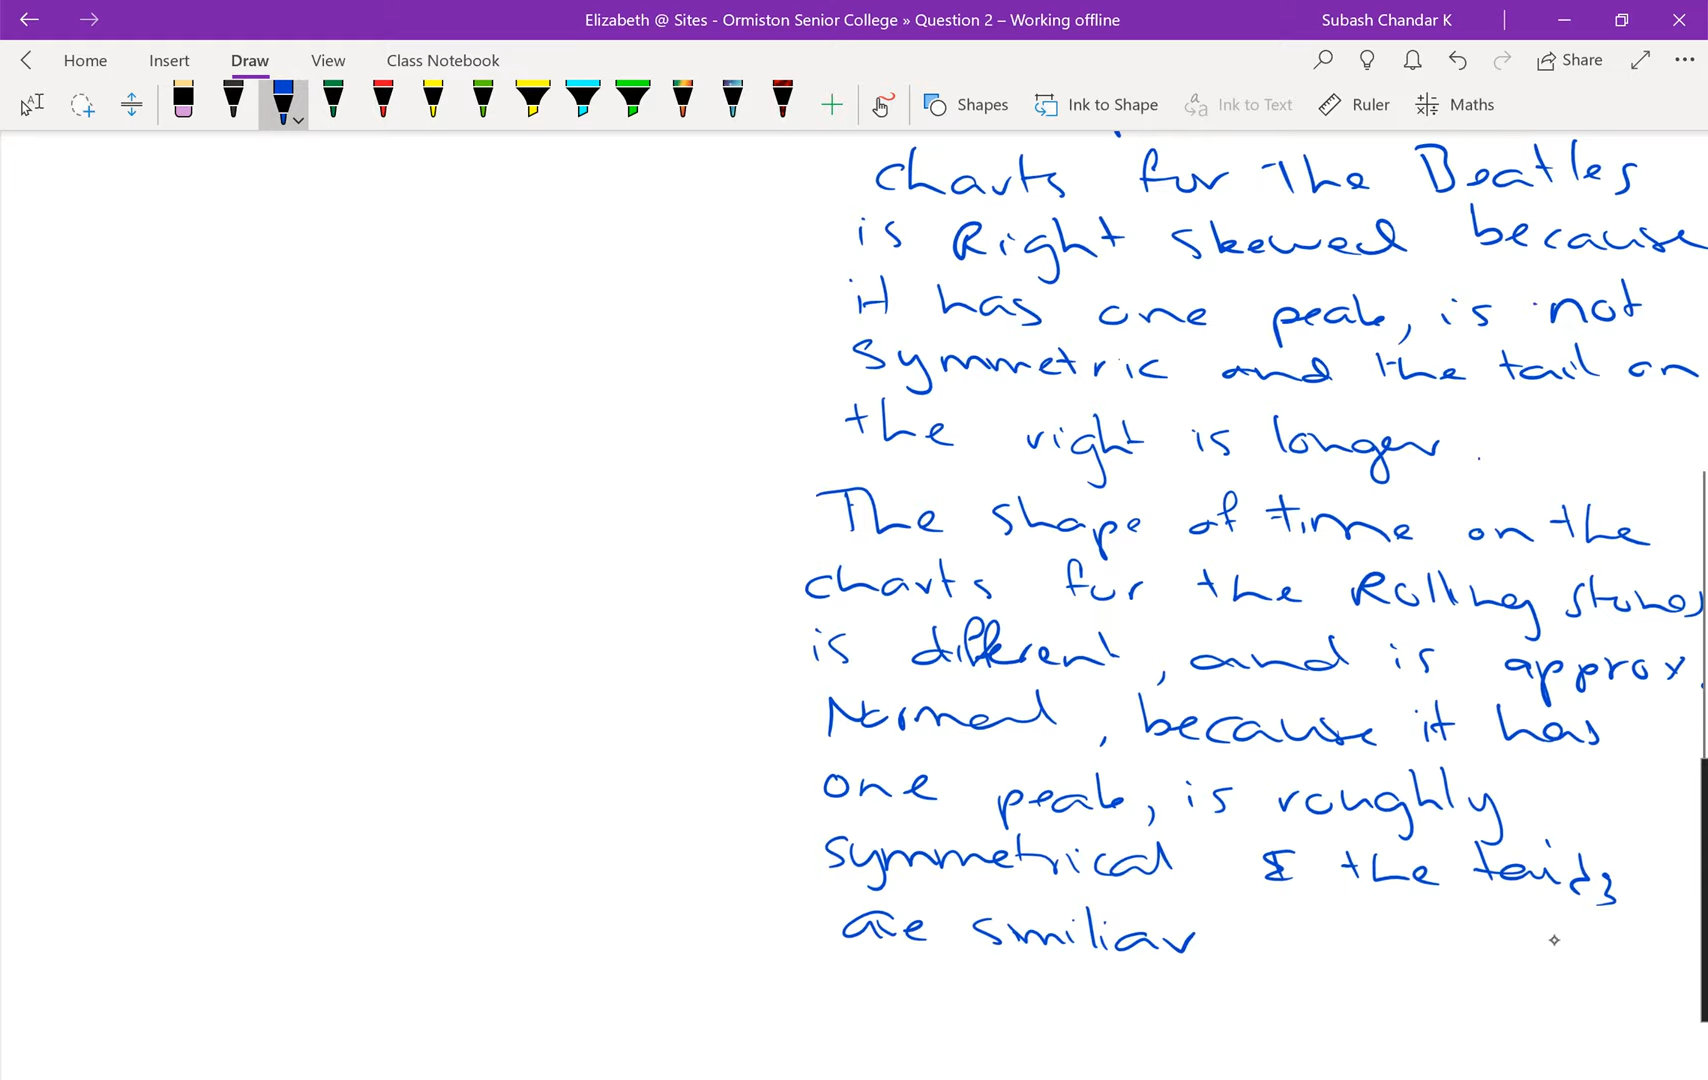 Elizabeth @ Sites - Ormiston Senior College » Question 2 – Working offline
Subash Chandar K
Home Insert Draw View Class Notebook
Share
Shapes Ink to Shape Ink to Text Ruler Maths
charts for The Beatles
is Right skewed because
it has one peak, is not
symmetric and the tail on
the right is longer.
The shape of time on the
charts for the Rolling Stones
is different, and is approx.
Normal, because it has
one peak, is roughly
symmetrical & the tails
are similiar